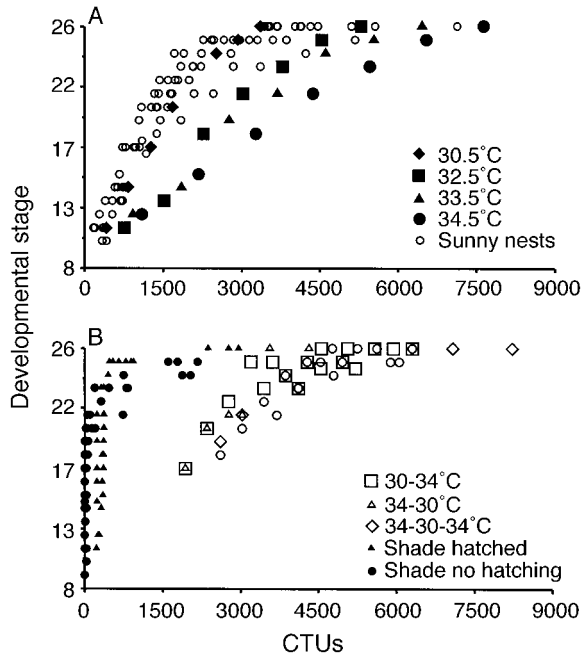 A
26
22
17
13
8
30.5°C
32.5°C
33.5°C
34.5°C
Sunny nests
0 1500 3000 4500 6000 7500 9000
Developmental stage
B
26
22
17
13
8
30-34°C
34-30°C
34-30-34°C
Shade hatched
Shade no hatching
0 1500 3000 4500 6000 7500 9000
CTUs